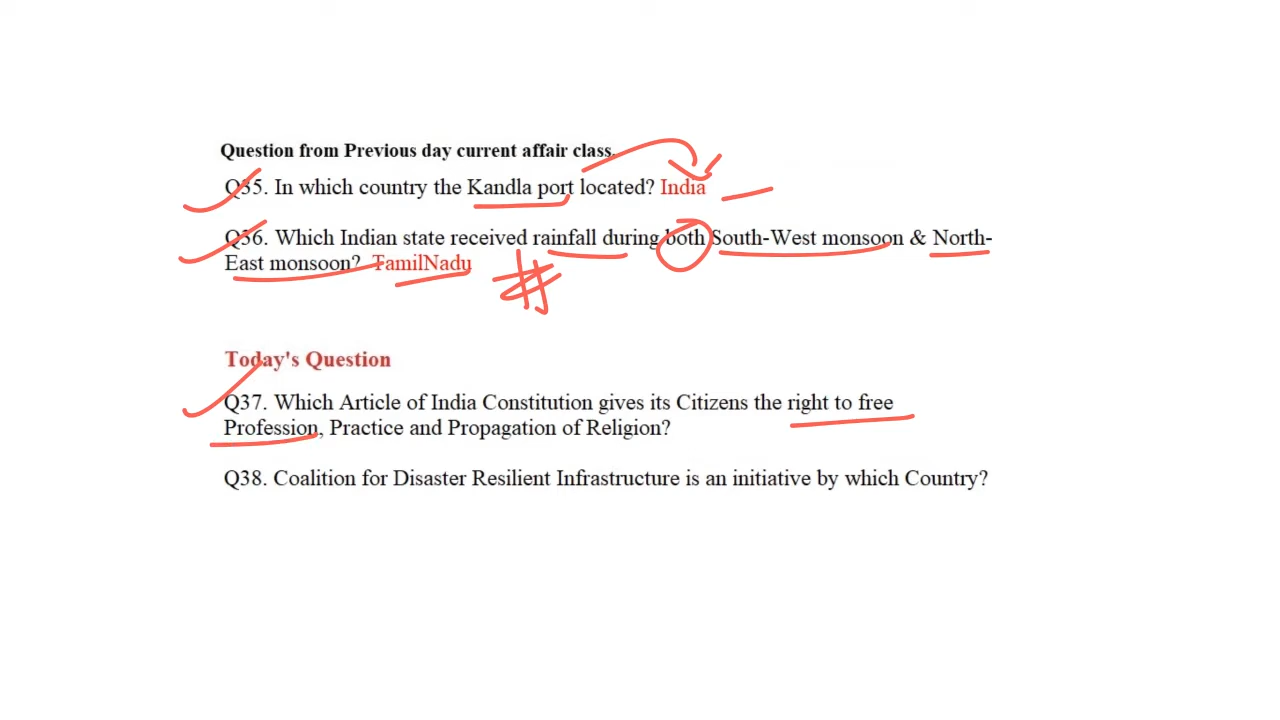 Question from Previous day current affair class.
Q35. In which country the Kandla port located? India
Q36. Which Indian state received rainfall during both South-West monsoon & North-
East monsoon? TamilNadu
#
Today's Question
Q37. Which Article of India Constitution gives its Citizens the right to free
Profession, Practice and Propagation of Religion?
Q38. Coalition for Disaster Resilient Infrastructure is an initiative by which Country?